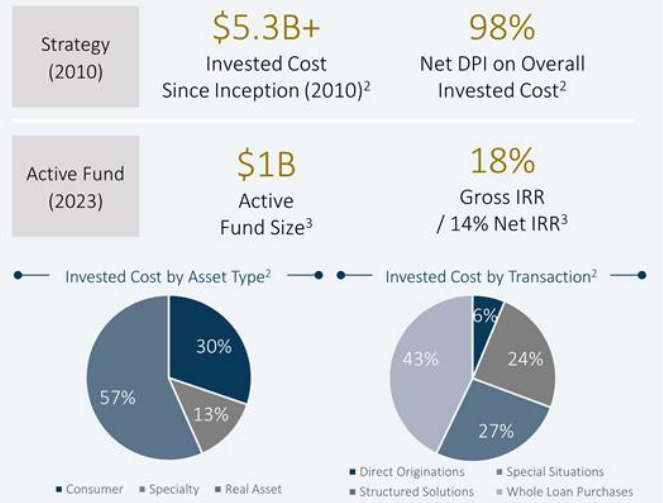 Strategy
(2010)
$5.3B+
Invested Cost
Since Inception (2010)²
98%
Net DPI on Overall
Invested Cost²
Active Fund
(2023)
$1B
Active
Fund Size³
18%
Gross IRR
/ 14% Net IRR³
Invested Cost by Asset Type²
30%
13%
57%
Consumer
Specialty
Real Asset
Invested Cost by Transaction²
6%
24%
27%
43%
Direct Originations
Special Situations
Structured Solutions
Whole Loan Purchases